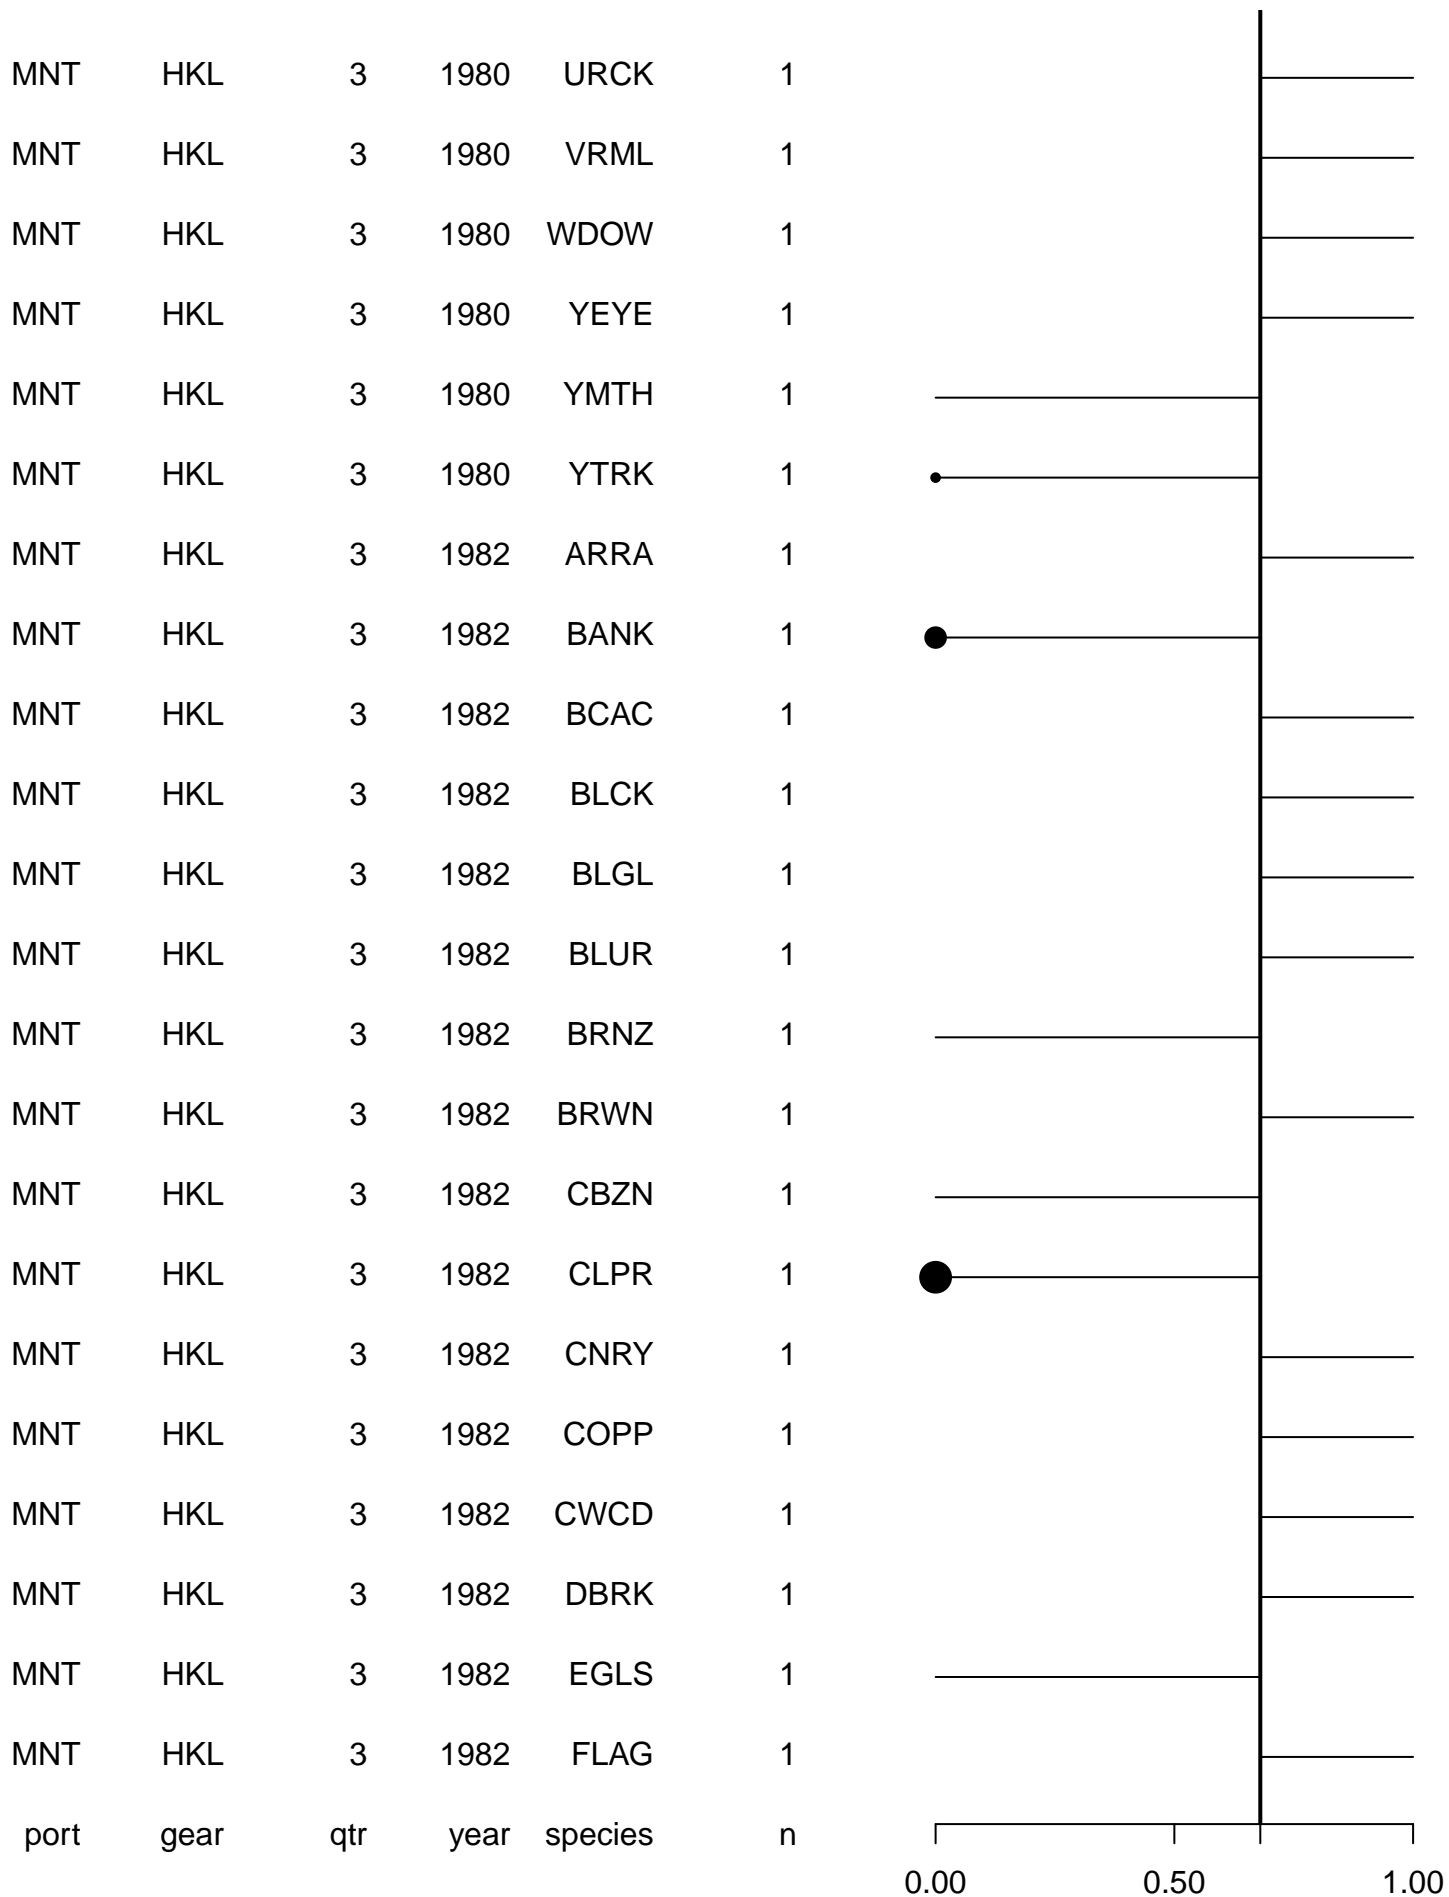 MNT HKL 3 1980 URCK 1
MNT HKL 3 1980 VRML 1
MNT HKL 3 1980 WDOW 1
MNT HKL 3 1980 YEYE 1
MNT HKL 3 1980 YMTH 1
MNT HKL 3 1980 YTRK 1
MNT HKL 3 1982 ARRA 1
MNT HKL 3 1982 BANK 1
MNT HKL 3 1982 BCAC 1
MNT HKL 3 1982 BLCK 1
MNT HKL 3 1982 BLGL 1
MNT HKL 3 1982 BLUR 1
MNT HKL 3 1982 BRNZ 1
MNT HKL 3 1982 BRWN 1
MNT HKL 3 1982 CBZN 1
MNT HKL 3 1982 CLPR 1
MNT HKL 3 1982 CNRY 1
MNT HKL 3 1982 COPP 1
MNT HKL 3 1982 CWCD 1
MNT HKL 3 1982 DBRK 1
MNT HKL 3 1982 EGLS 1
MNT HKL 3 1982 FLAG 1
port gear qtr year species n
0.00 0.50 1.00